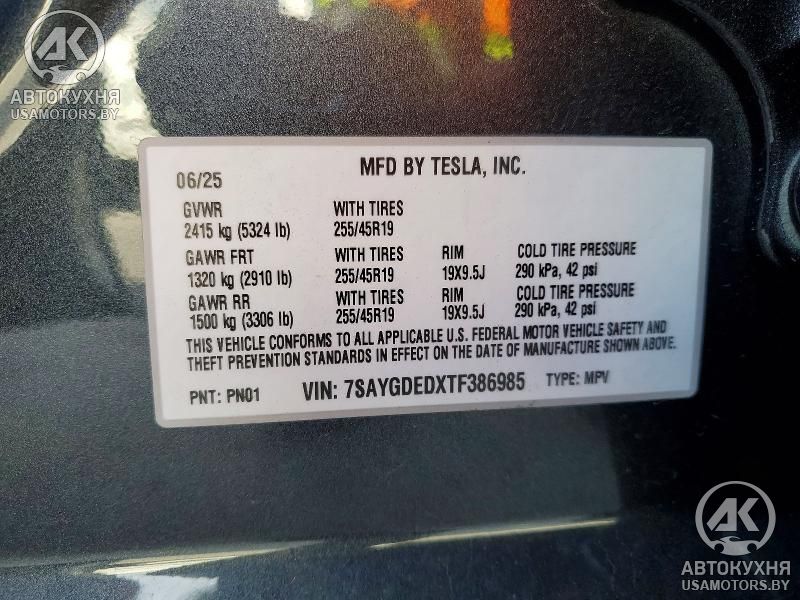 AK
АВТОКУХНЯ
USAMOTORS.BY
MFD BY TESLA, INC.
06/25
GVWR WITH TIRES
2415 kg (5324 lb) 255/45R19
GAWR FRT WITH TIRES RIM COLD TIRE PRESSURE
1320 kg (2910 lb) 255/45R19 19X9.5J 290 kPa, 42 psi
GAWR RR WITH TIRES RIM COLD TIRE PRESSURE
1500 kg (3306 lb) 255/45R19 19X9.5J 290 kPa, 42 psi
THIS VEHICLE CONFORMS TO ALL APPLICABLE U.S. FEDERAL MOTOR VEHICLE SAFETY AND
THEFT PREVENTION STANDARDS IN EFFECT ON THE DATE OF MANUFACTURE SHOWN ABOVE.
PNT: PN01 VIN: 7SAYGDEDXTF386985 TYPE: MPV
AK
АВТОКУХНЯ
USAMOTORS.BY